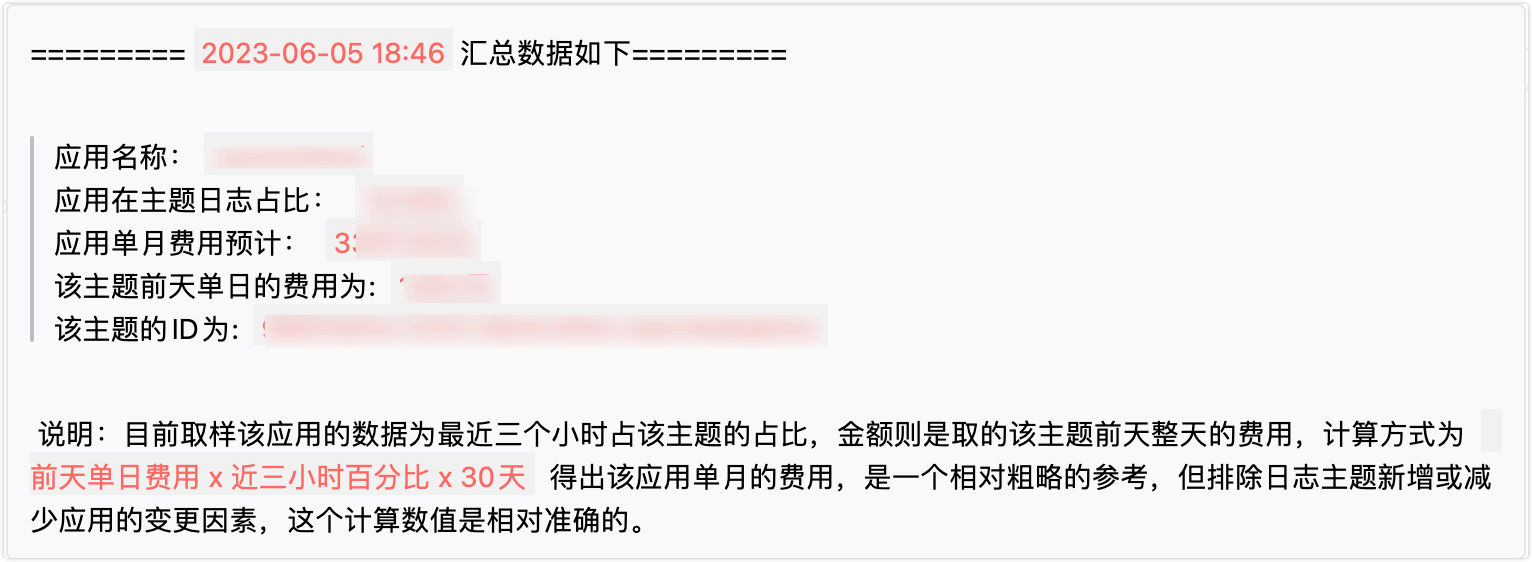 ========= 2023-06-05 18:46 汇总数据如下=========
应用名称：
应用在主题日志占比：
应用单月费用预计：
该主题前天单日的费用为:
该主题的ID为:
说明：目前取样该应用的数据为最近三个小时占该主题的占比，金额则是取的该主题前天整天的费用，计算方式为
前天单日费用 x 近三小时百分比 x 30天 得出该应用单月的费用，是一个相对粗略的参考，但排除日志主题新增或减
少应用的变更因素，这个计算数值是相对准确的。